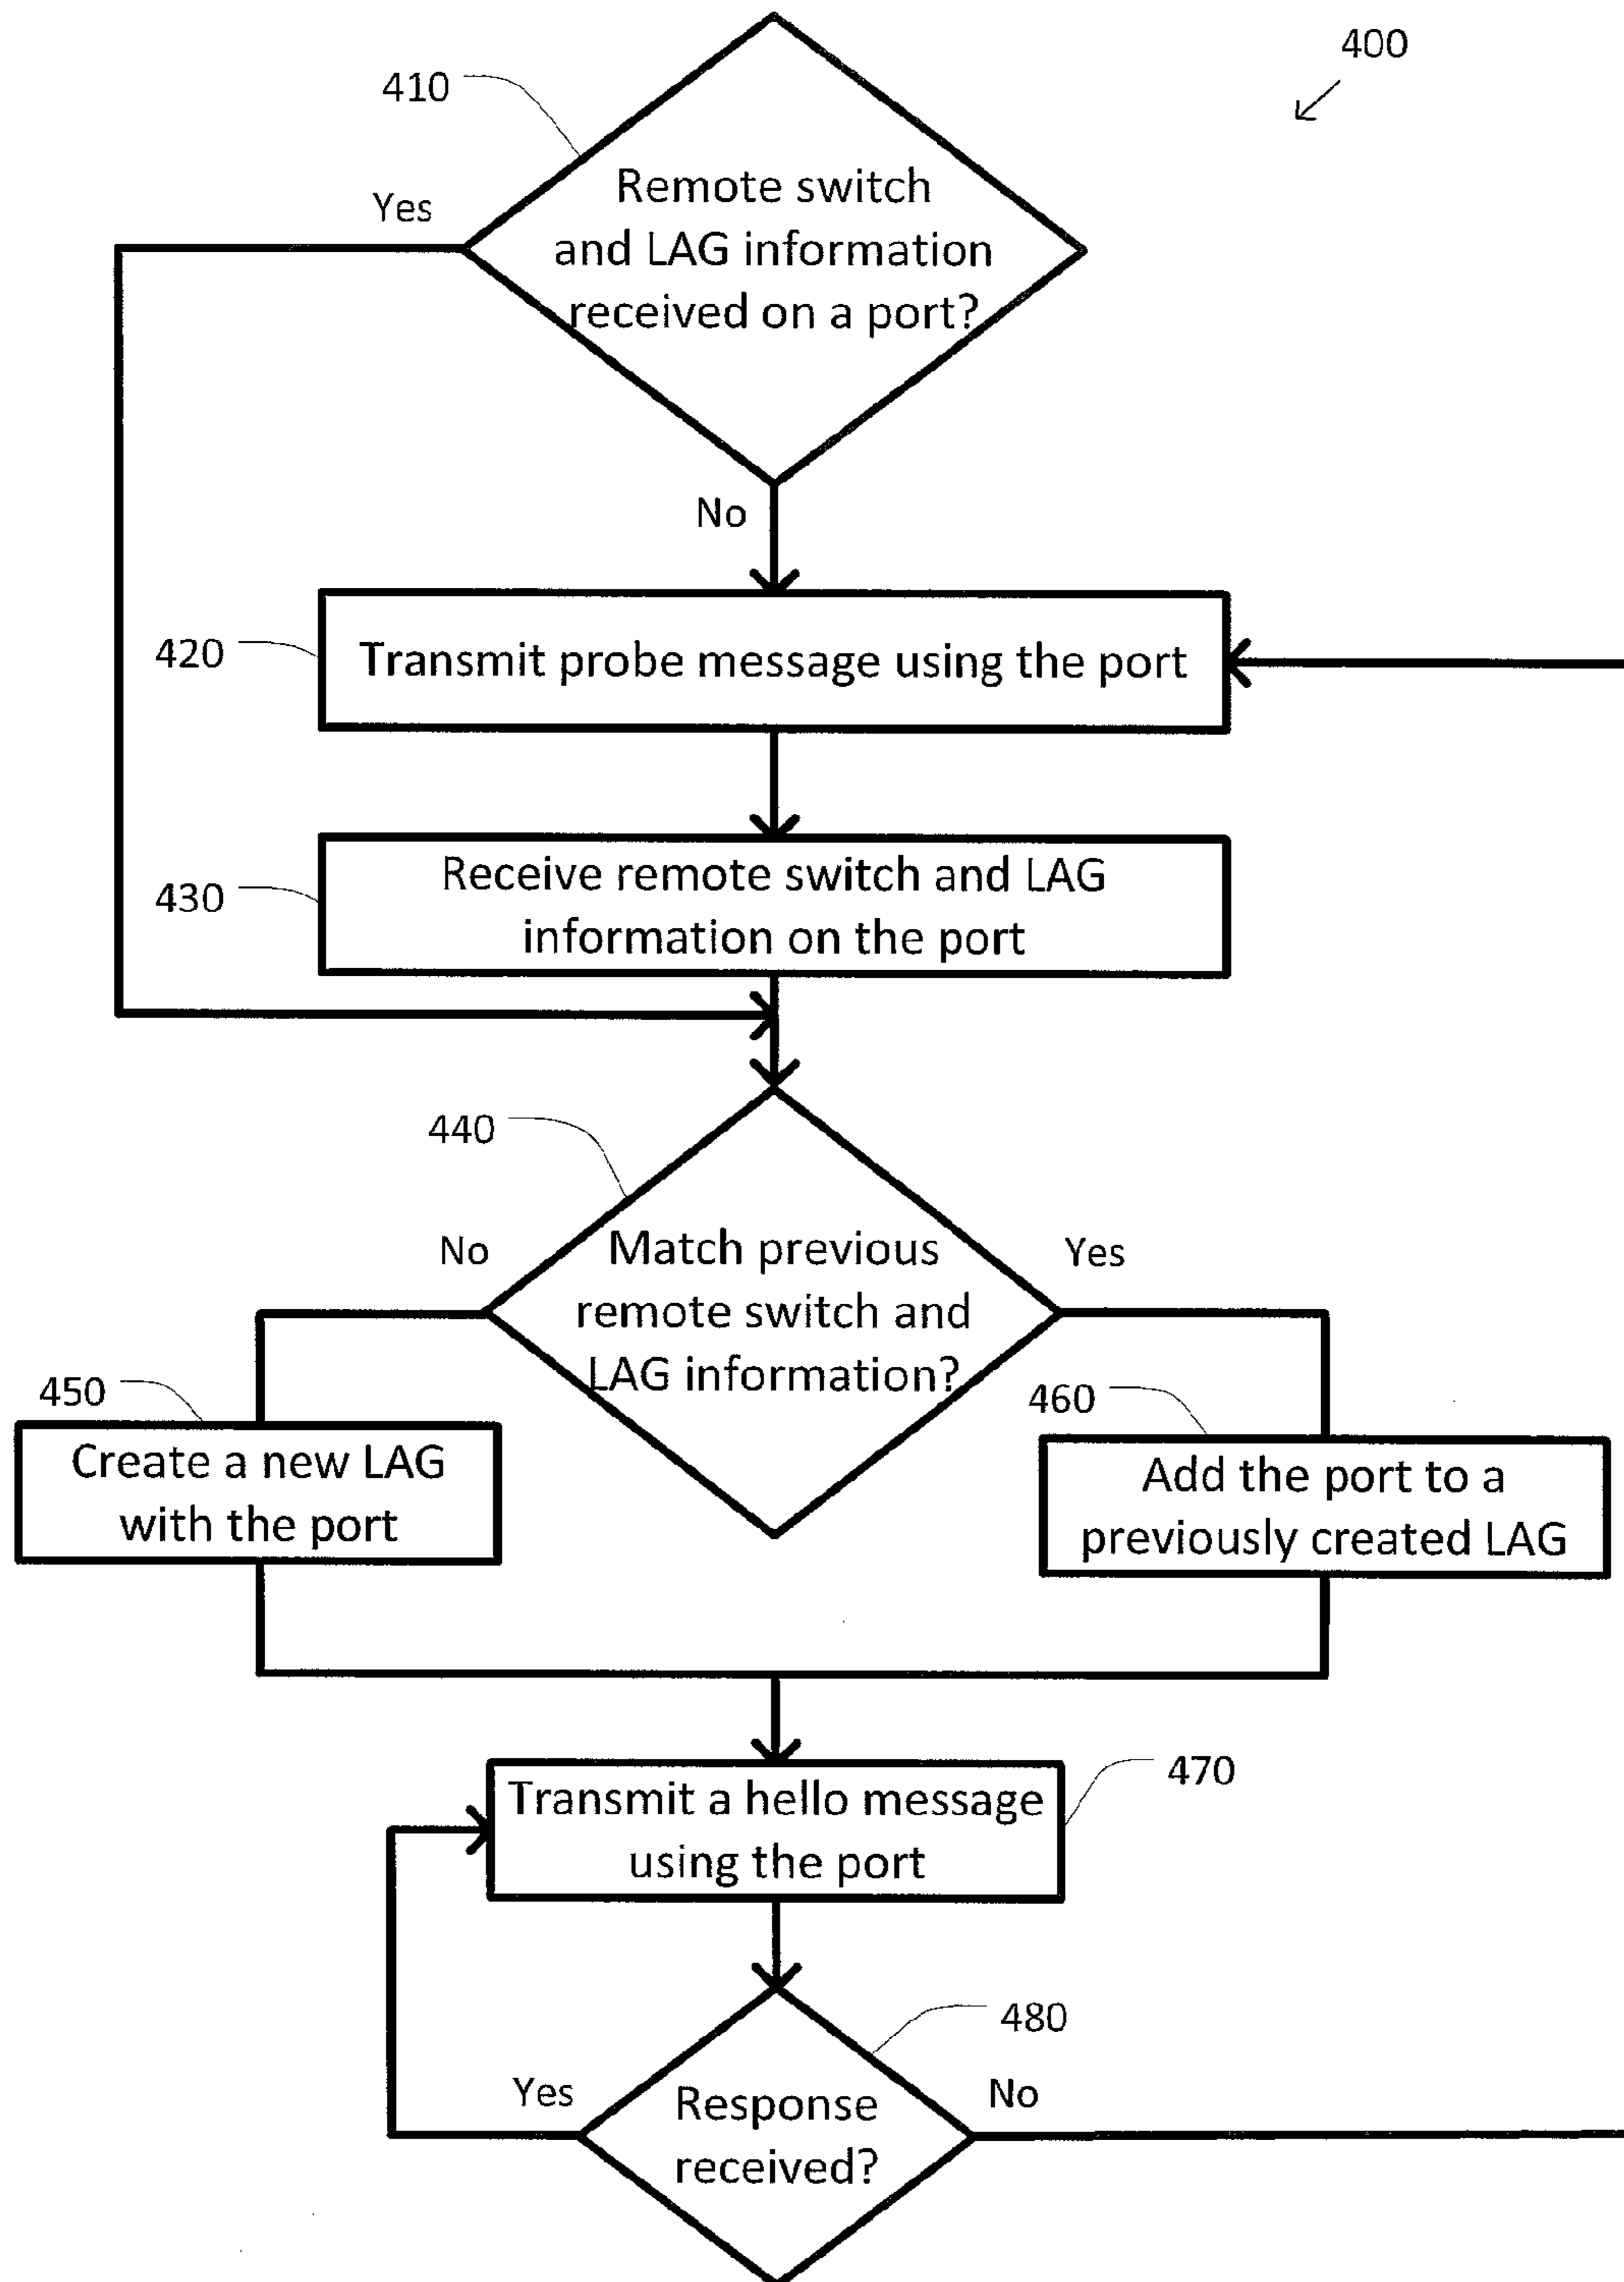 400
410
Yes
Remote switch
and LAG information
received on a port?
No
420
Transmit probe message using the port
430
Receive remote switch and LAG
information on the port
440
No
Match previous
remote switch and
LAG information?
Yes
450
Create a new LAG
with the port
460
Add the port to a
previously created LAG
Transmit a hello message
using the port
470
480
Yes
Response
received?
No